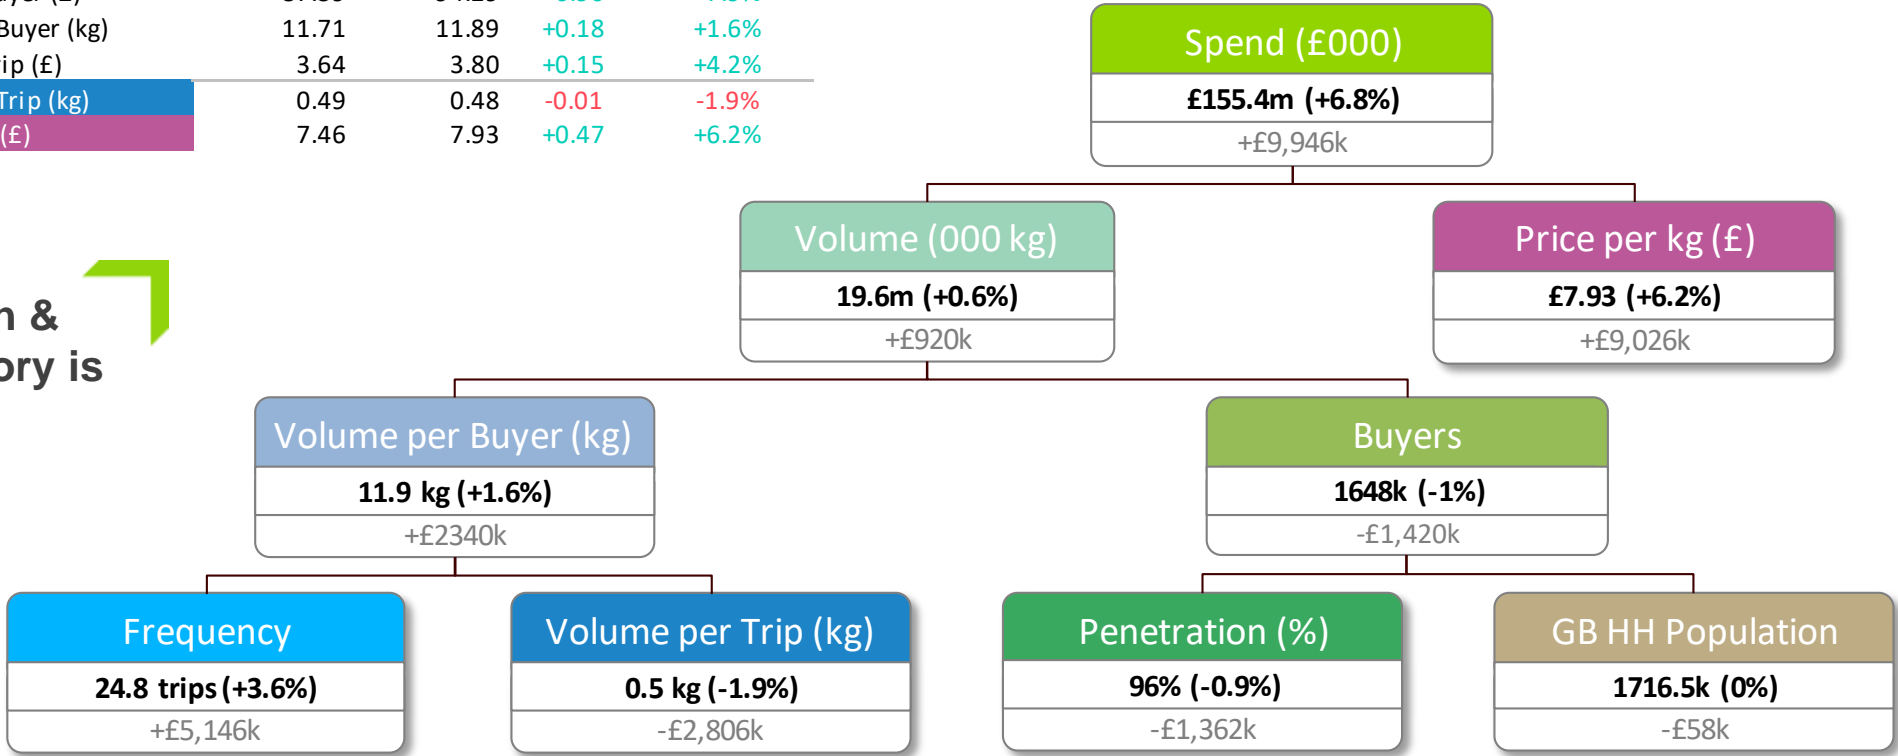 Buyer (kg) 11.71 11.89 +0.18 +1.6%
ip (£) 3.64 3.80 +0.15 +4.2%
Trip (kg) 0.49 0.48 -0.01 -1.9%
(£) 7.46 7.93 +0.47 +6.2%
Spend (£000)
£155.4m (+6.8%)
+£9,946k
Volume (000 kg)
19.6m (+0.6%)
+£920k
Price per kg (£)
£7.93 (+6.2%)
+£9,026k
&
ory is
Volume per Buyer (kg)
11.9 kg (+1.6%)
+£2340k
Buyers
1648k (-1%)
-£1,420k
Frequency
24.8 trips (+3.6%)
+£5,146k
Volume per Trip (kg)
0.5 kg (-1.9%)
-£2,806k
Penetration (%)
96% (-0.9%)
-£1,362k
GB HH Population
1716.5k (0%)
-£58k